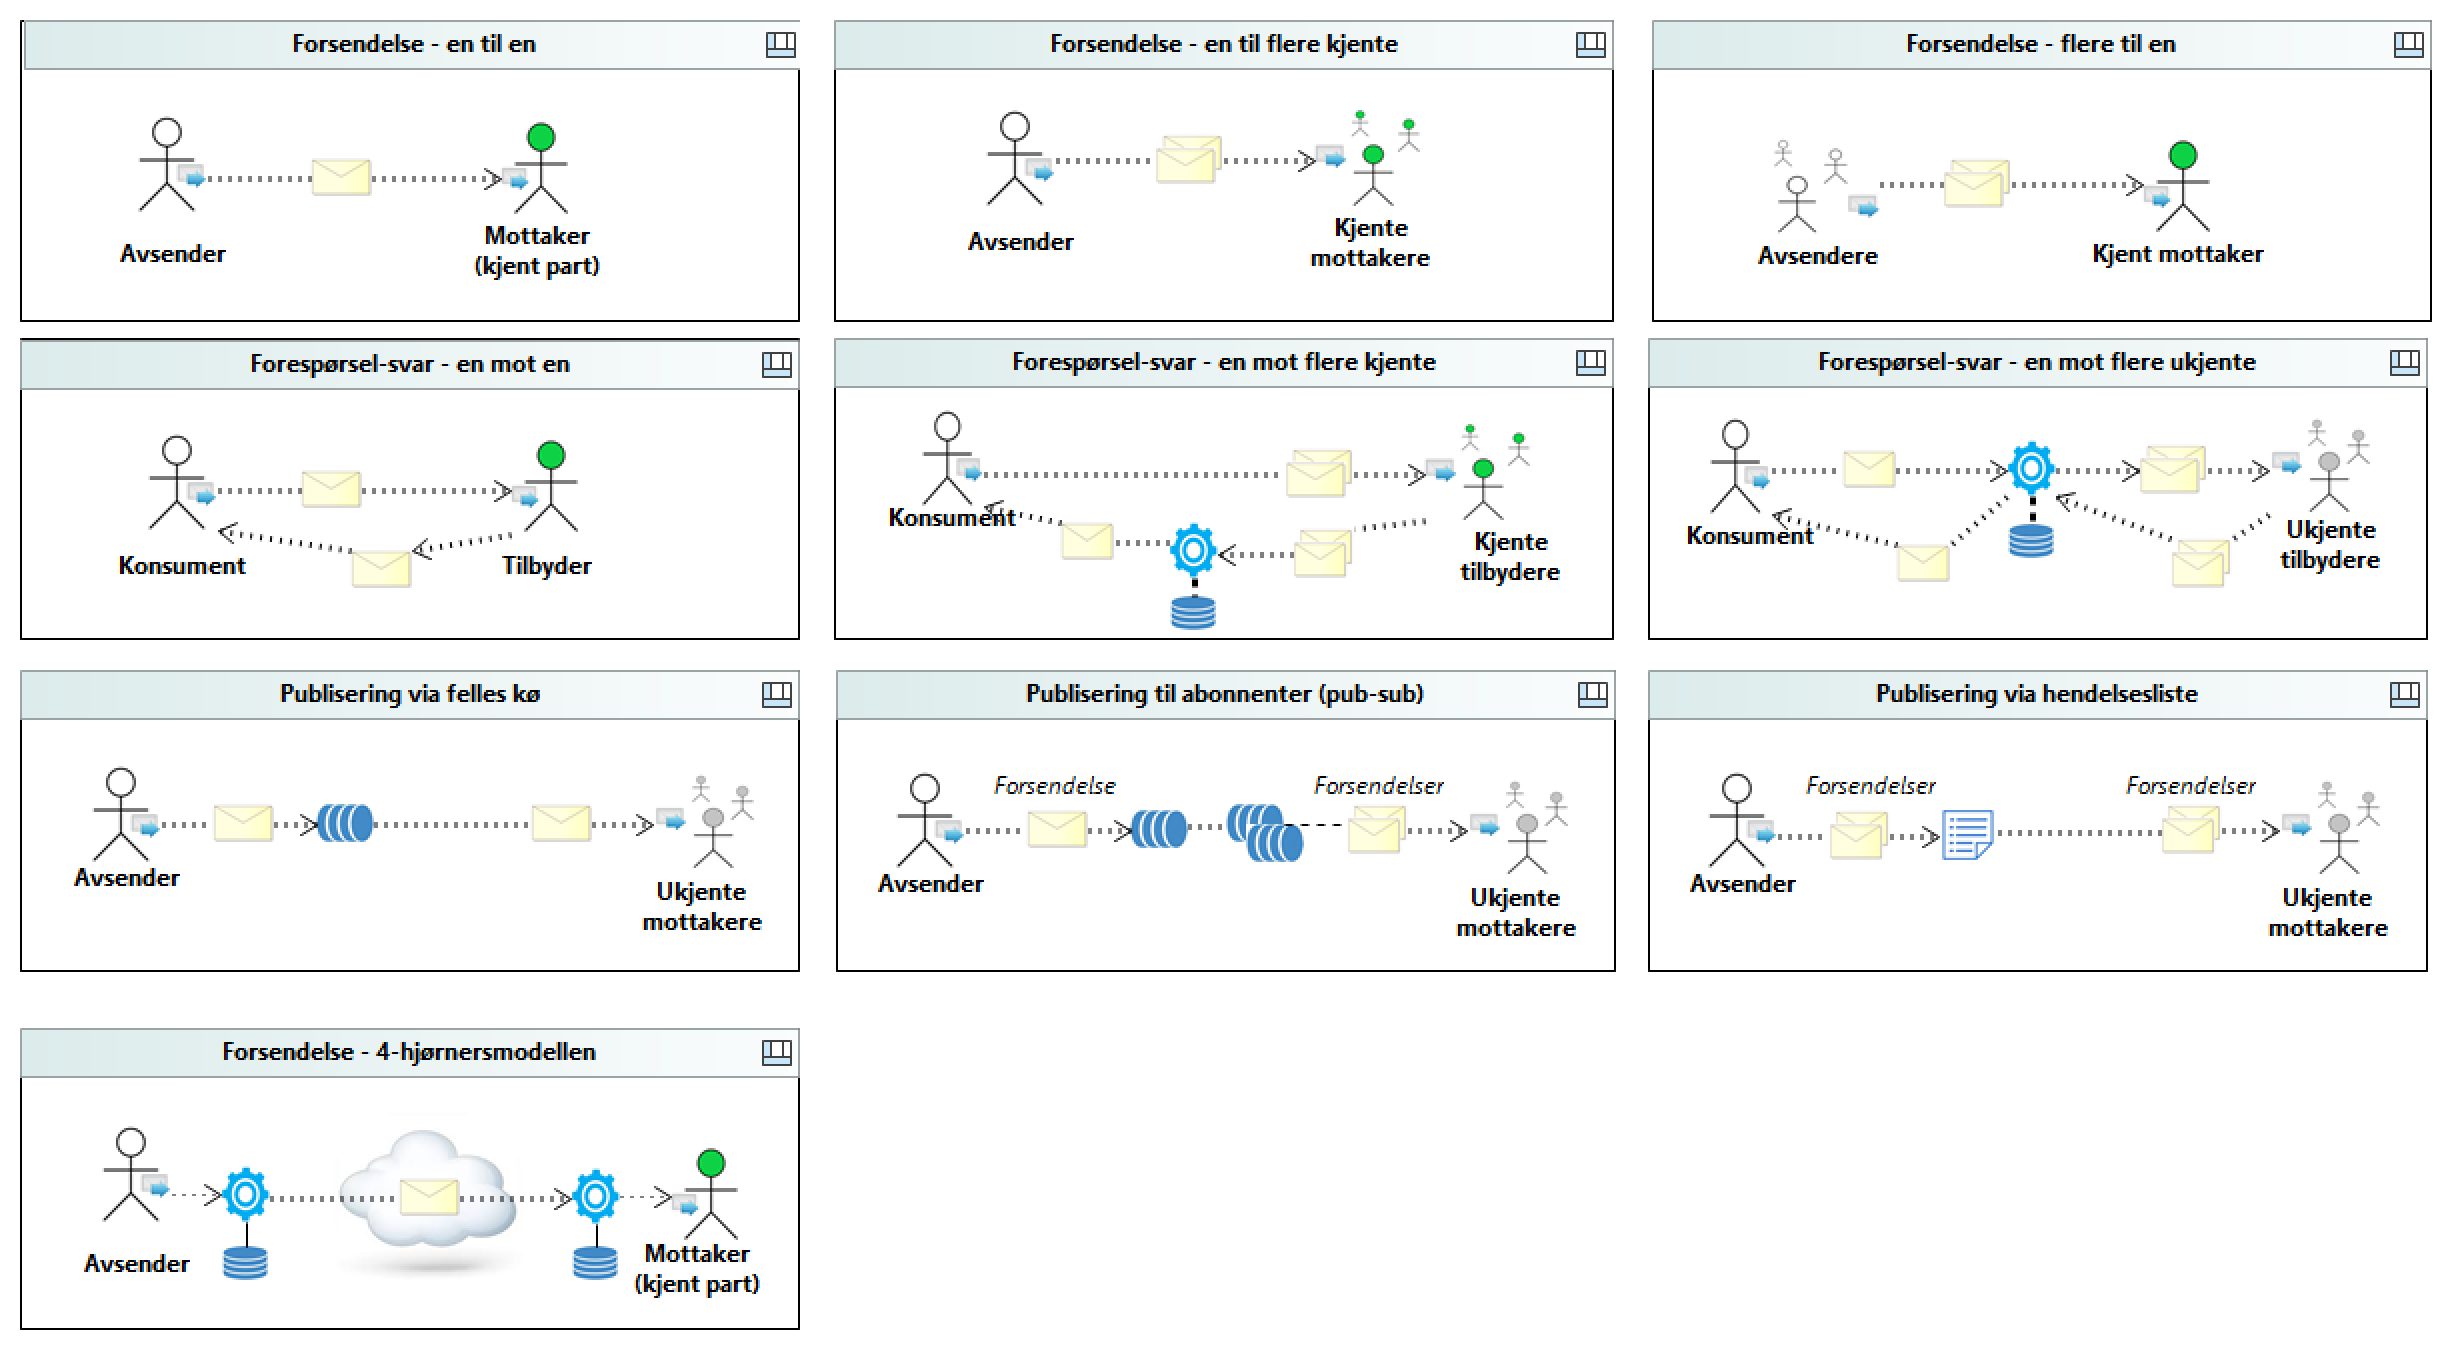 Forsendelse - en til en
Avsender
Mottaker
(kjent part)
Forsendelse - en til flere kjente
Avsender
Kjente
mottakere
Forsendelse - flere til en
Avsendere
Kjent mottaker
Forespørsel-svar - en mot en
Konsument
Tilbyder
Forespørsel-svar - en mot flere kjente
Konsument
Kjente
tilbydere
Forespørsel-svar - en mot flere ukjente
Konsument
Ukjente
tilbydere
Publisering via felles kø
Avsender
Ukjente
mottakere
Publisering til abonnenter (pub-sub)
Forsendelse
Forsendelser
Avsender
Ukjente
mottakere
Publisering via hendelsesliste
Forsendelser
Forsendelser
Avsender
Ukjente
mottakere
Forsendelse - 4-hjørnersmodellen
Avsender
Mottaker
(kjent part)